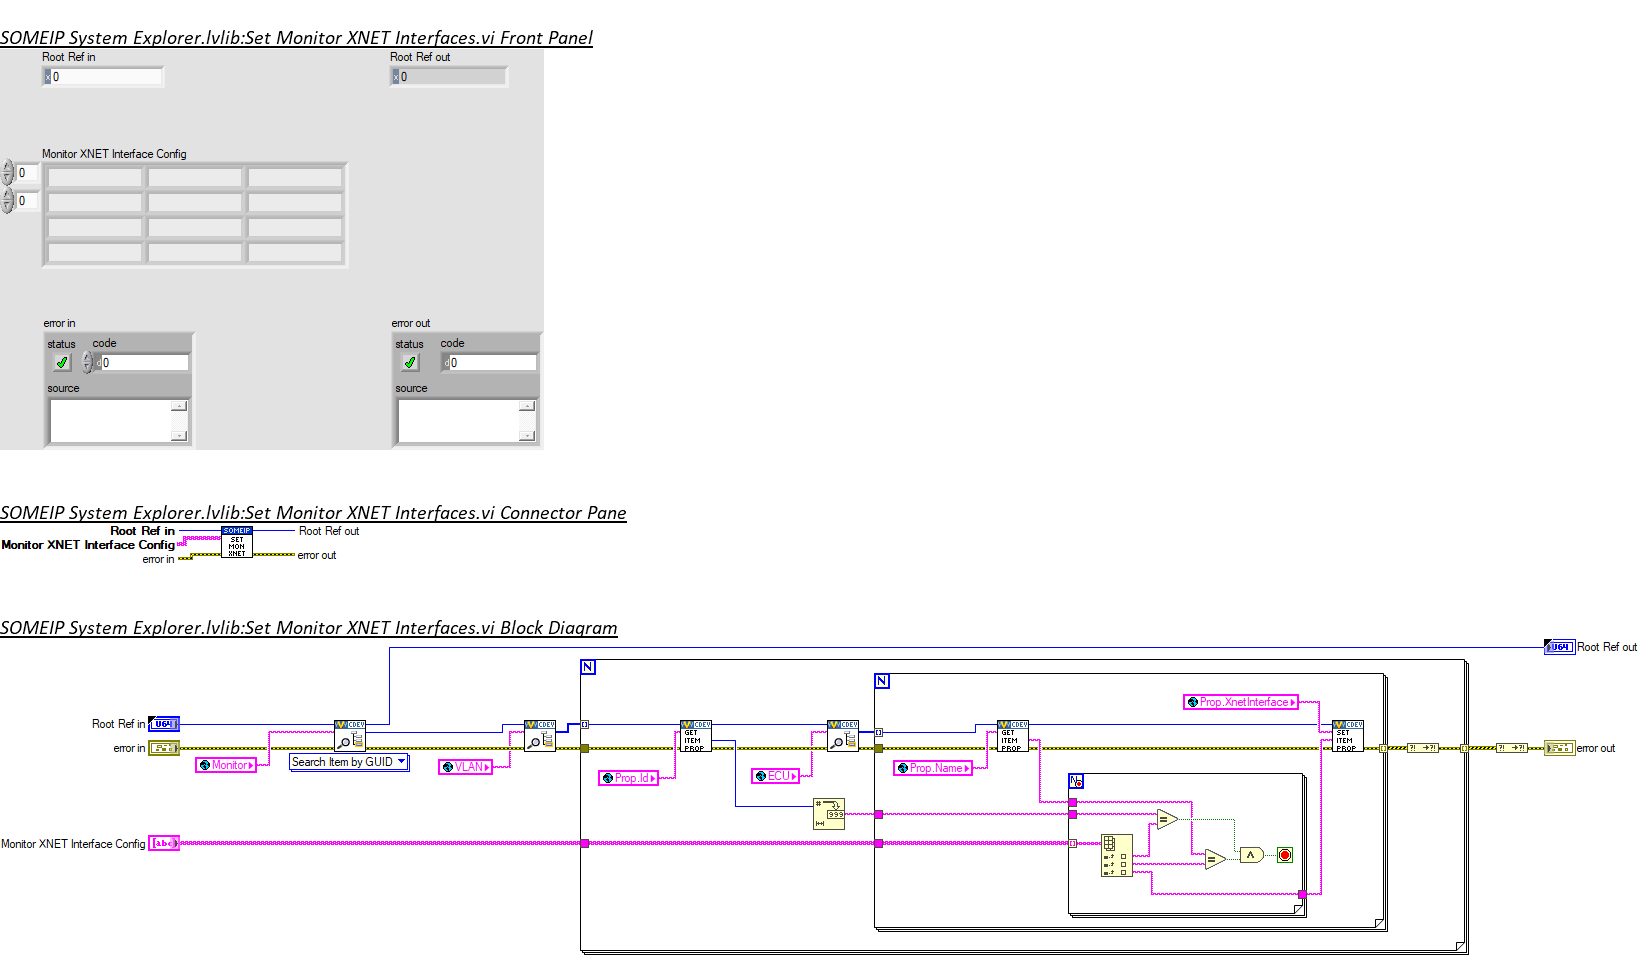 SOMEIP System Explorer.lvlib:Set Monitor XNET Interfaces.vi Front Panel
Root Ref in
Root Ref out
x 0
x 0
Monitor XNET Interface Config
0
0
error in
error out
status code
status code
d 0
d 0
source
source
SOMEIP System Explorer.lvlib:Set Monitor XNET Interfaces.vi Connector Pane
Root Ref in
Monitor XNET Interface Config
error in
SOMEIP
SET
MON
XNET
Root Ref out
error out
SOMEIP System Explorer.lvlib:Set Monitor XNET Interfaces.vi Block Diagram
U64 Root Ref out
N
N
Prop.XnetInterface
Root Ref in U64
CDEV
CDEV
CDEV
GET
ITEM
PROP
CDEV
CDEV
GET
ITEM
PROP
CDEV
SET
ITEM
PROP
error in
?! ?!
?! ?!
error out
Monitor
Search Item by GUID
VLAN
Prop.Id
ECU
Prop.Name
N
# 999
=
=
Monitor XNET Interface Config [abc]